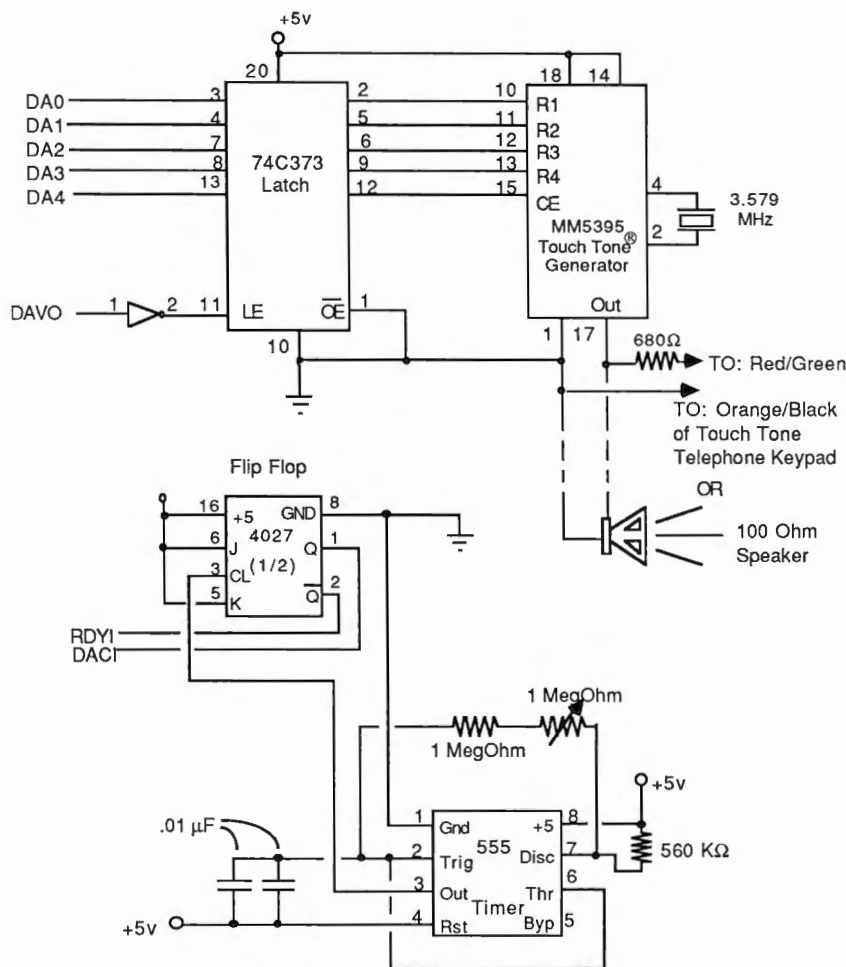 +5v
20
18
14
DA0
3
2
10
R1
DA1
4
5
11
R2
DA2
7
6
12
R3
DA3
8
9
13
R4
DA4
13
12
15
CE
74C373
Latch
MM5395
Touch Tone®
Generator
4
2
3.579
MHz
DAVO
1
2
11
LE
OE
1
10
Out
1
17
680Ω
TO: Red/Green
TO: Orange/Black
of Touch Tone
Telephone Keypad
OR
100 Ohm
Speaker
Flip Flop
16
+5
GND
8
6
J
4027
Q
1
3
CL
(1/2)
Q
2
5
K
RDYI
DACI
1 MegOhm
1 MegOhm
+5v
560 KΩ
.01 µF
1
Gnd
555
+5
8
2
Trig
Disc
7
3
Out
Thr
6
4
Rst
Timer
Byp
5
+5v